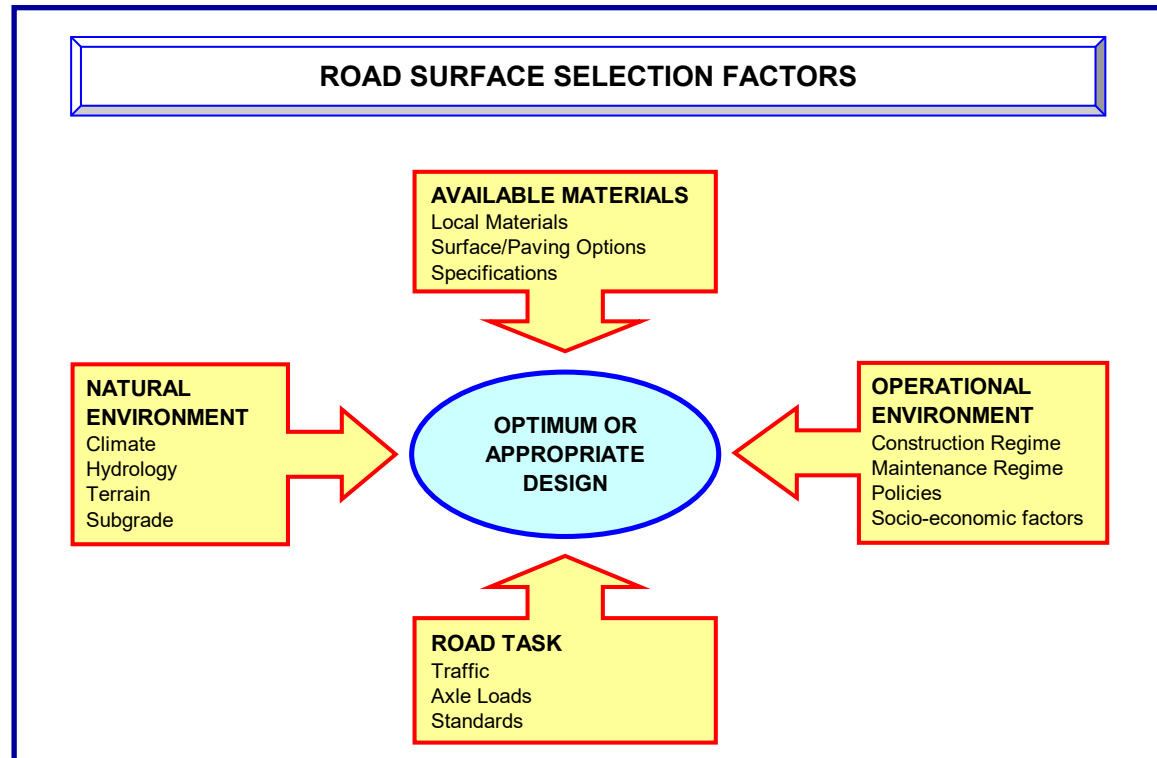 ROAD SURFACE SELECTION FACTORS
AVAILABLE MATERIALS
Local Materials
Surface/Paving Options
Specifications
NATURAL
ENVIRONMENT
Climate
Hydrology
Terrain
Subgrade
OPTIMUM OR
APPROPRIATE
DESIGN
OPERATIONAL
ENVIRONMENT
Construction Regime
Maintenance Regime
Policies
Socio-economic factors
ROAD TASK
Traffic
Axle Loads
Standards